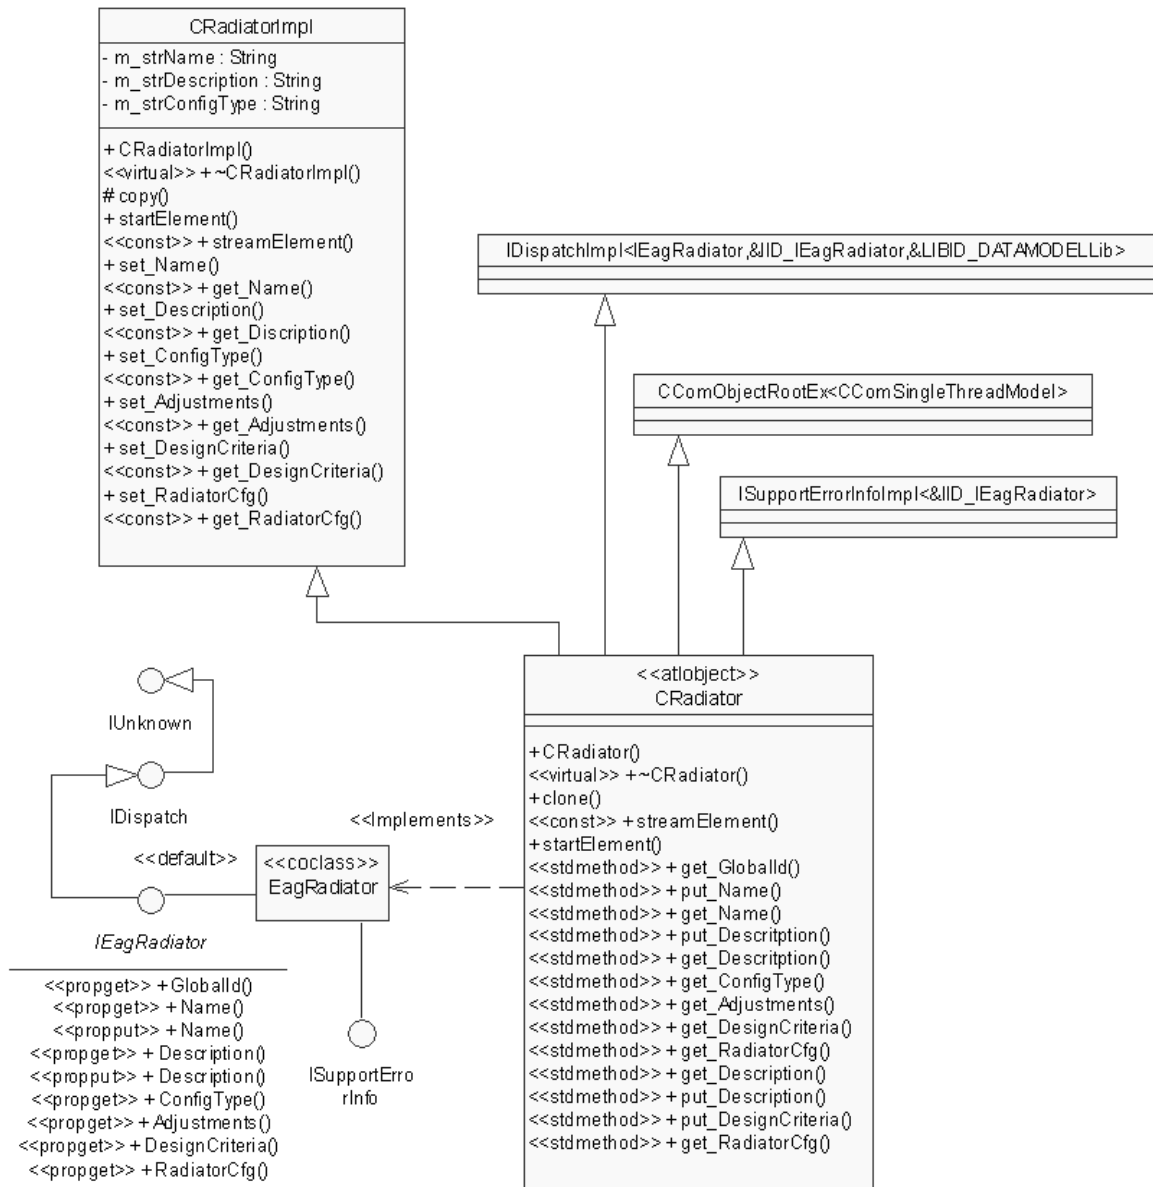 CRadiatorImpl
- m_strName : String
- m_strDescription : String
- m_strConfigType : String
+ CRadiatorImpl()
<<virtual>> + ~CRadiatorImpl()
# copy()
+ startElement()
<<const>> + streamElement()
+ set_Name()
<<const>> + get_Name()
+ set_Description()
<<const>> + get_Discription()
+ set_ConfigType()
<<const>> + get_ConfigType()
+ set_Adjustments()
<<const>> + get_Adjustments()
+ set_DesignCriteria()
<<const>> + get_DesignCriteria()
+ set_RadiatorCfg()
<<const>> + get_RadiatorCfg()
IDispatchImpl<IEagRadiator,&IID_IEagRadiator,&LIBID_DATAMODELLib>
CComObjectRootEx<CComSingleThreadModel>
ISupportErrorInfoImpl<&IID_IEagRadiator>
IUnknown
IDispatch
<<default>>
<<Implements>>
<<coclass>>
EagRadiator
IEagRadiator
<<propget>> + GlobalId()
<<propget>> + Name()
<<propput>> + Name()
<<propget>> + Description()
<<propput>> + Description()
<<propget>> + ConfigType()
<<propget>> + Adjustments()
<<propget>> + DesignCriteria()
<<propget>> + RadiatorCfg()
ISupportErro
rInfo
<<atlobject>>
CRadiator
+ CRadiator()
<<virtual>> + ~CRadiator()
+ clone()
<<const>> + streamElement()
+ startElement()
<<stdmethod>> + get_GlobalId()
<<stdmethod>> + put_Name()
<<stdmethod>> + get_Name()
<<stdmethod>> + put_Descritption()
<<stdmethod>> + get_Descritption()
<<stdmethod>> + get_ConfigType()
<<stdmethod>> + get_Adjustments()
<<stdmethod>> + get_DesignCriteria()
<<stdmethod>> + get_RadiatorCfg()
<<stdmethod>> + get_Description()
<<stdmethod>> + put_Description()
<<stdmethod>> + put_DesignCriteria()
<<stdmethod>> + get_RadiatorCfg()